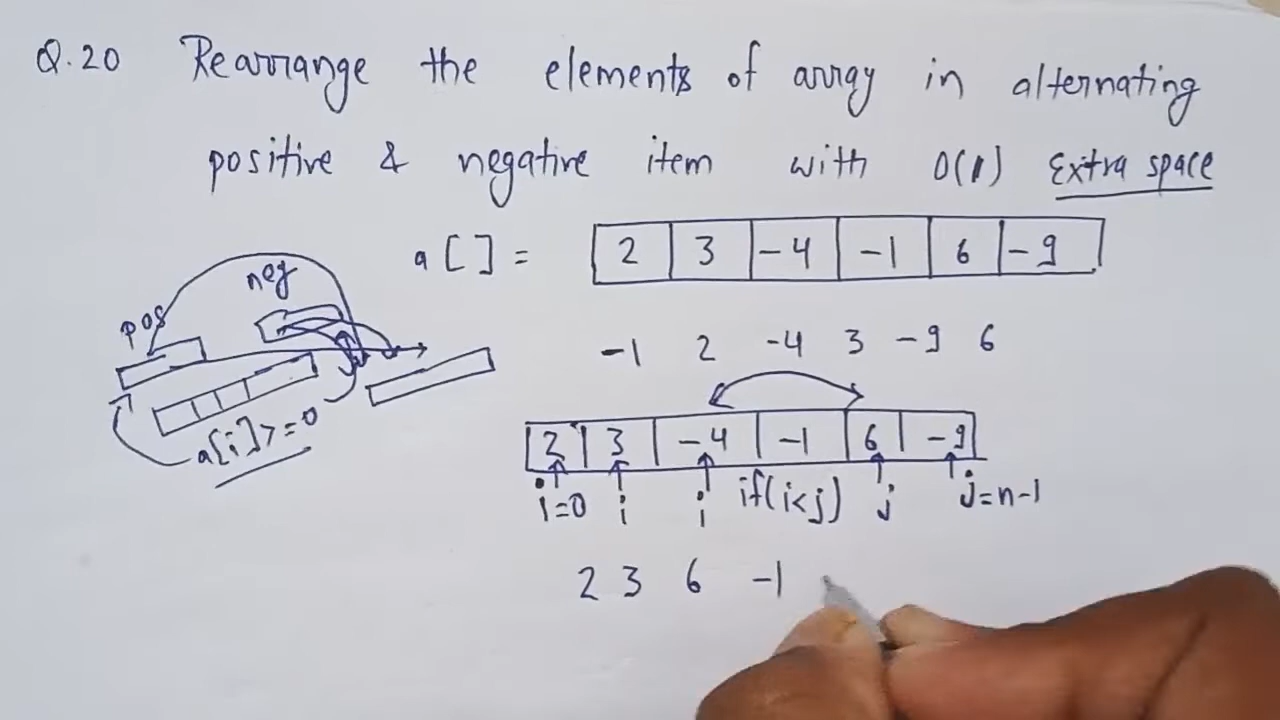 Q.20 Rearrange the elements of array in alternating
positive & negative item with O(1) Extra space
a[] = 2 3 -4 -1 6 -9
neg
pos
-1 2 -4 3 -9 6
a[i]>=0
2 3 -4 -1 6 -9
i=0 i i if(i<j) j j=n-1
2 3 6 -1